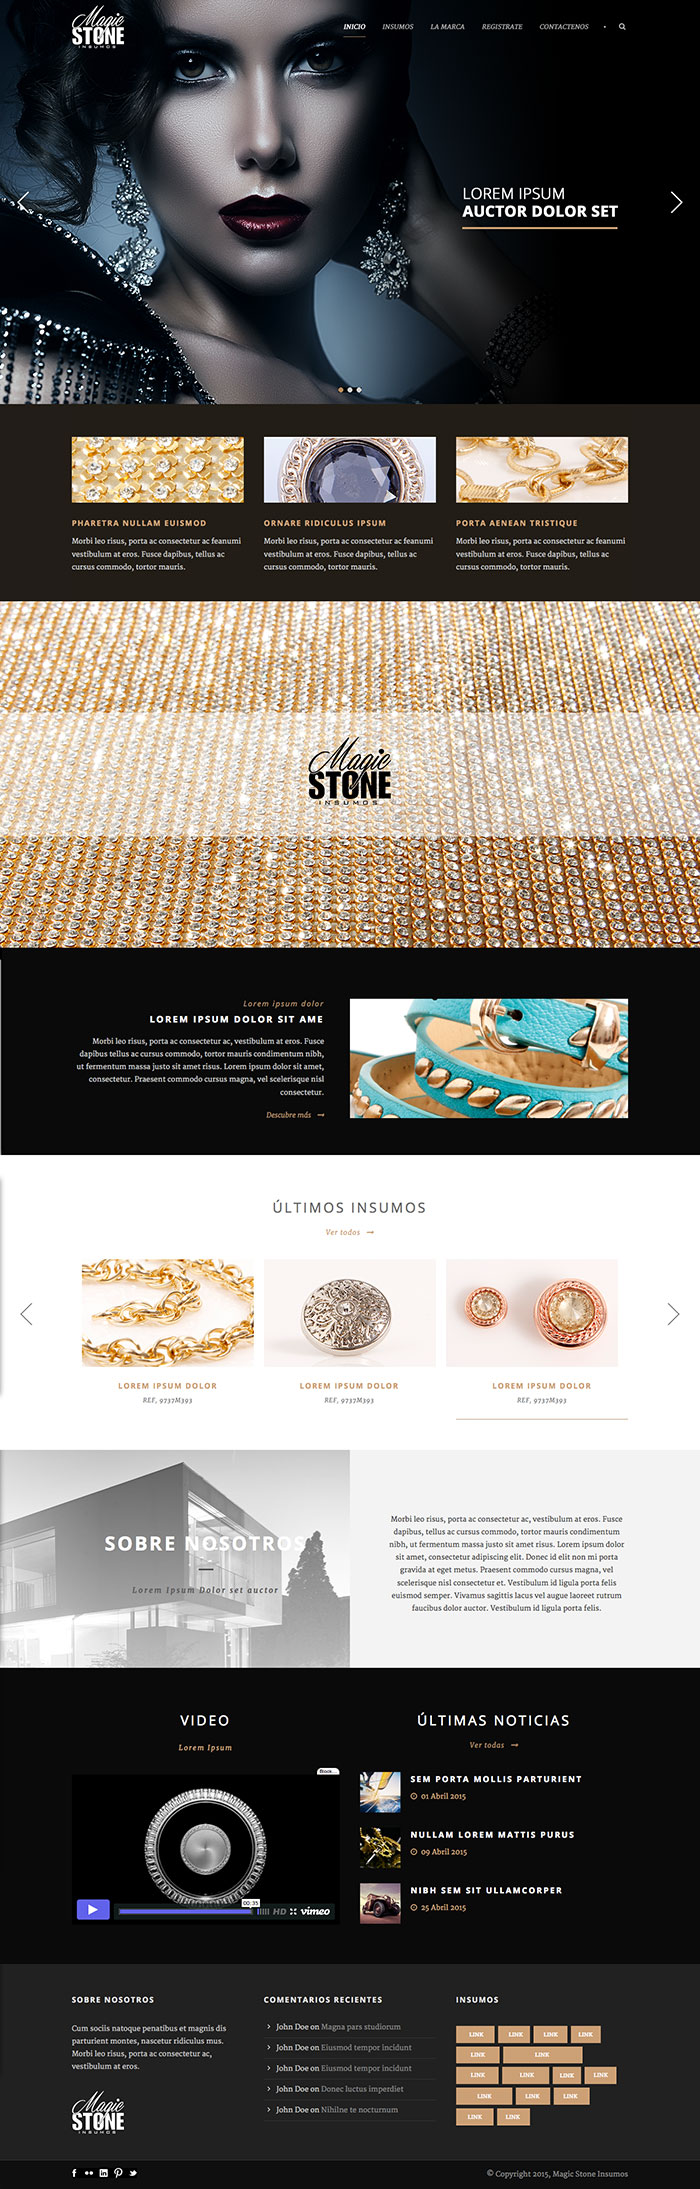 Magic
STONE
INSUMOS
INICIO INSUMOS LA MARCA REGISTRATE CONTACTENOS
LOREM IPSUM
AUCTOR DOLOR SET
PHARETRA NULLAM EUISMOD
Morbi leo risus, porta ac consectetur ac feanumi
vestibulum at eros. Fusce dapibus, tellus ac
cursus commodo, tortor mauris.
ORNARE RIDICULUS IPSUM
Morbi leo risus, porta ac consectetur ac feanumi
vestibulum at eros. Fusce dapibus, tellus ac
cursus commodo, tortor mauris.
PORTA AENEAN TRISTIQUE
Morbi leo risus, porta ac consectetur ac feanumi
vestibulum at eros. Fusce dapibus, tellus ac
cursus commodo, tortor mauris.
Magic
STONE
INSUMOS
Lorem ipsum dolor
LOREM IPSUM DOLOR SIT AME
Morbi leo risus, porta ac consectetur ac, vestibulum at eros. Fusce
dapibus, tellus ac cursus commodo, tortor mauris condimentum nibh,
ut fermentum massa justo sit amet risus. Lorem ipsum dolor sit amet,
consectetur. Praesent commodo cursus magna, vel scelerisque nisl
consectetur.
Descubre más
ÚLTIMOS INSUMOS
Ver todos
LOREM IPSUM DOLOR
REF, 9737M393
LOREM IPSUM DOLOR
REF, 9737M393
LOREM IPSUM DOLOR
REF, 9737M393
SOBRE NOSOTROS
Lorem Ipsum Dolor set auctor
Morbi leo risus, porta ac consectetur ac, vestibulum at eros. Fusce
dapibus, tellus ac cursus commodo, tortor mauris condimentum
nibh, ut fermentum massa justo sit amet risus. Lorem ipsum dolor sit
amet, consectetur adipiscing elit. Donec id elit non mi porta
gravida at eget metus. Praesent commodo cursus magna, vel
scelerisque nisl consectetur et. Vestibulum id ligula porta felis
euismod semper. Vivamus sagittis lacus vel augue laoreet rutrum
faucibus dolor auctor. Vestibulum id ligula porta felis.
VIDEO
Lorem Ipsum
00:35
HD vimeo
ÚLTIMAS NOTICIAS
Ver todas
SEM PORTA MOLLIS PARTURIENT
01 Abril 2015
NULLAM LOREM MATTIS PURUS
09 Abril 2015
NIBH SEM SIT ULLAMCORPER
25 Abril 2015
SOBRE NOSOTROS
Cum sociis natoque penatibus et magnis dis
parturient montes, nascetur ridiculus mus.
Morbi leo risus, porta ac consectetur ac,
vestibulum at eros.
Magic
STONE
INSUMOS
COMENTARIOS RECIENTES
John Doe on Magna pars studiorum
John Doe on Eiusmod tempor incidunt
John Doe on Eiusmod tempor incidunt
John Doe on Donec luctus imperdiet
John Doe on Nihilne te nocturnum
INSUMOS
LINK LINK LINK LINK
LINK LINK
LINK LINK LINK LINK
LINK LINK LINK
LINK LINK
© Copyright 2015, Magic Stone Insumos